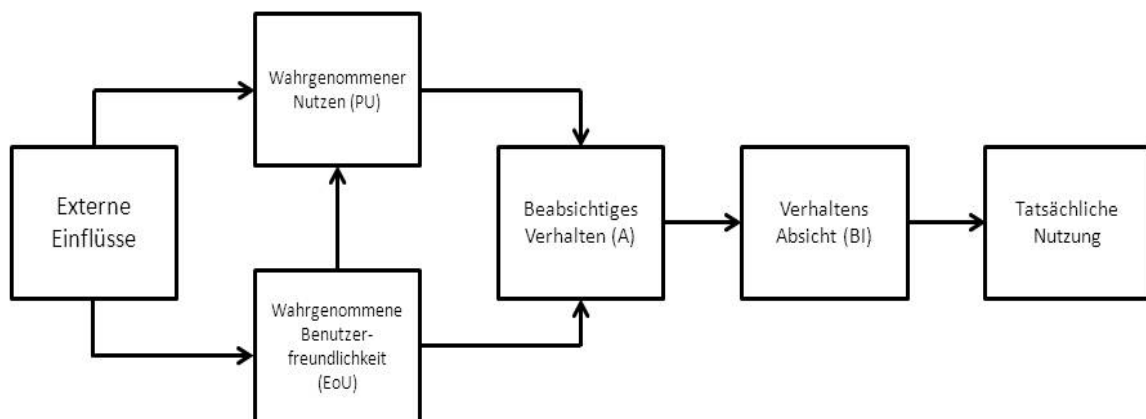 Externe
Einflüsse
Wahrgenommener
Nutzen (PU)
Wahrgenommene
Benutzer-
freundlichkeit
(EoU)
Beabsichtiges
Verhalten (A)
Verhaltens
Absicht (BI)
Tatsächliche
Nutzung